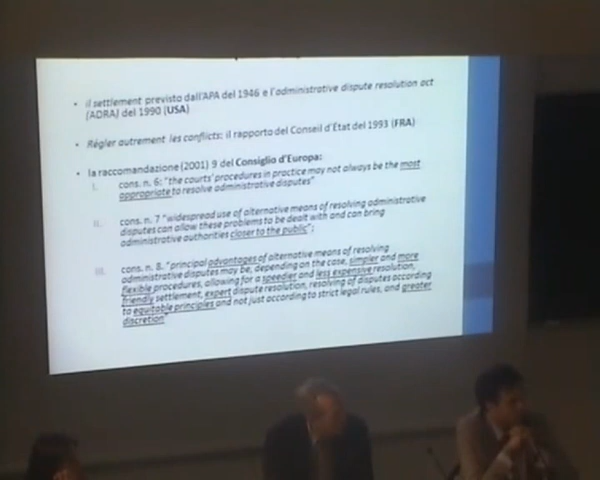 • il settlement previsto dall'APA del 1946 e l'administrative dispute resolution act
(ADRA) del 1990 (USA)
• Régler autrement les conflicts: il rapporto del Conseil d'Etat del 1993 (FRA)
• la raccomandazione (2001) 9 del Consiglio d'Europa:
I. cons. n. 6: "the courts' procedures in practice may not always be the most
appropriate to resolve administrative disputes"
II. cons. n. 7 "widespread use of alternative means of resolving administrative
disputes can allow these problems to be dealt with and can bring
administrative authorities closer to the public";
III. cons. n. 8. "principal advantages of alternative means of resolving
administrative disputes may be, depending on the case, simpler and more
flexible procedures, allowing for a speedier and less expensive resolution,
friendly settlement, expert dispute resolution, resolving of disputes according
to equitable principles and not just according to strict legal rules, and greater
discretion"